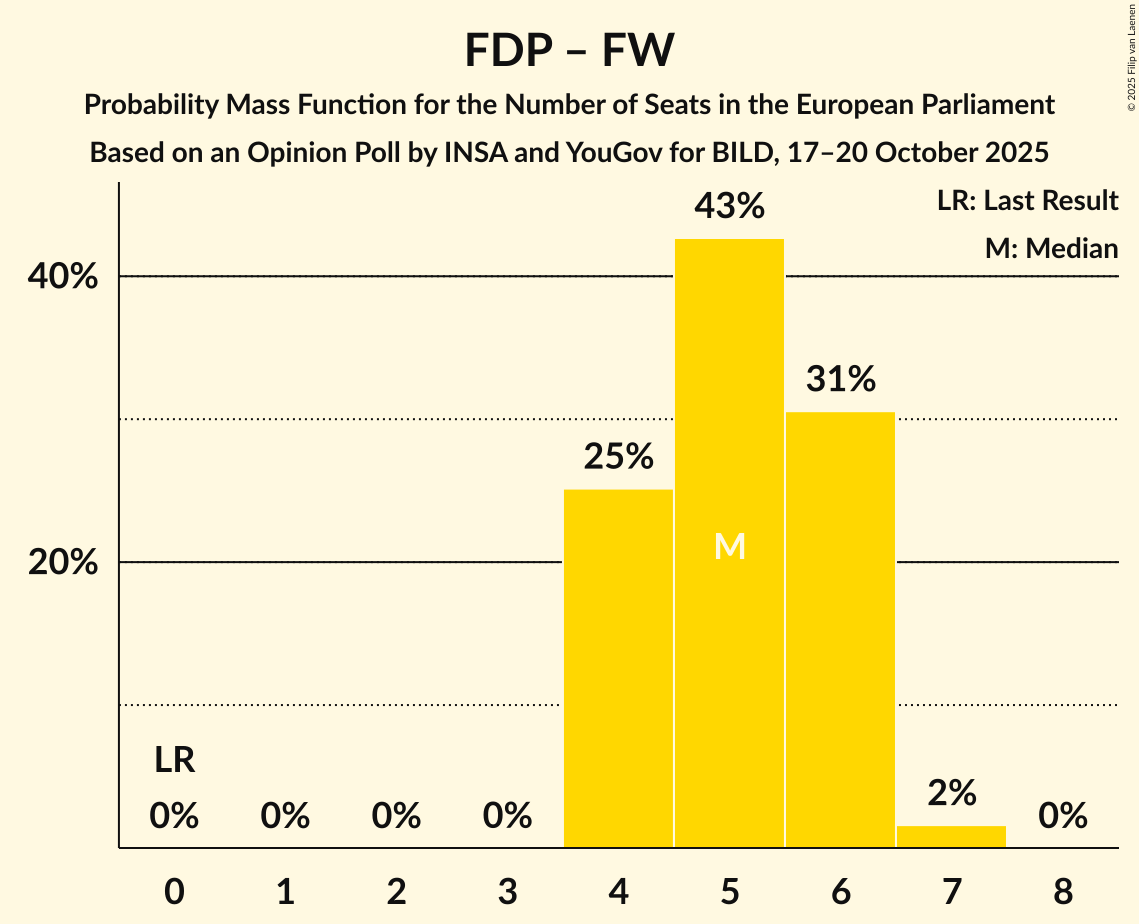 FDP – FW
Probability Mass Function for the Number of Seats in the European Parliament
Based on an Opinion Poll by INSA and YouGov for BILD, 17–20 October 2025
© 2025 Filip van Laenen
LR: Last Result
M: Median
43%
40%
31%
25%
M
20%
LR
2%
0% 0% 0% 0% 0%
0 1 2 3 4 5 6 7 8